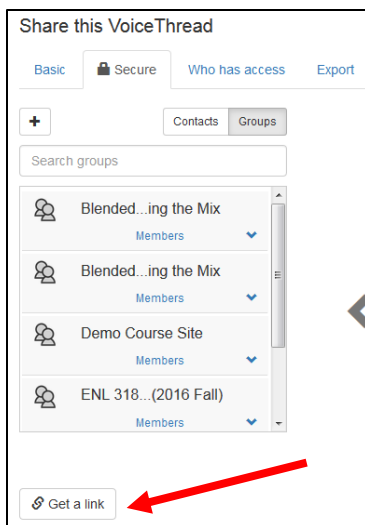 Share this VoiceThread
Basic Secure Who has access Export
+ Contacts Groups
Search groups
Blended...ing the Mix
Members
Blended...ing the Mix
Members
Demo Course Site
Members
ENL 318...(2016 Fall)
Members
Get a link